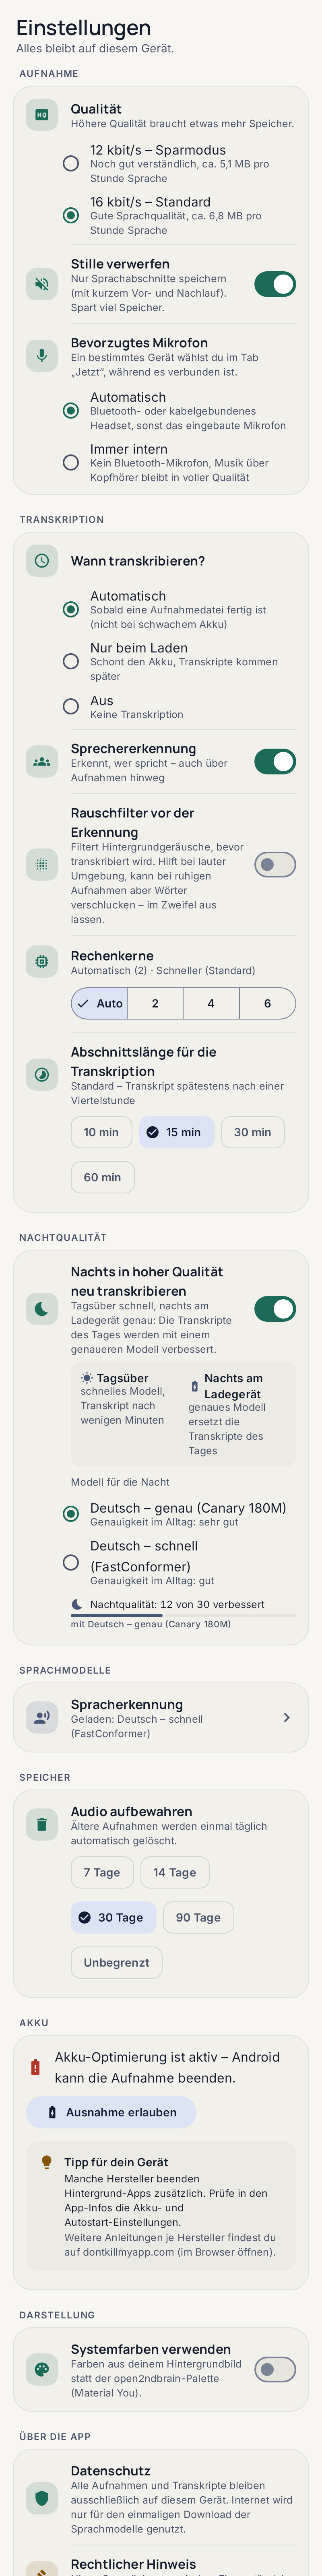 Einstellungen
Alles bleibt auf diesem Gerät.
AUFNAHME
Qualität
Höhere Qualität braucht etwas mehr Speicher.
12 kbit/s – Sparmodus
Noch gut verständlich, ca. 5,1 MB pro
Stunde Sprache
16 kbit/s – Standard
Gute Sprachqualität, ca. 6,8 MB pro
Stunde Sprache
Stille verwerfen
Nur Sprachabschnitte speichern
(mit kurzem Vor- und Nachlauf).
Spart viel Speicher.
Bevorzugtes Mikrofon
Ein bestimmtes Gerät wählst du im Tab
„Jetzt“, während es verbunden ist.
Automatisch
Bluetooth- oder kabelgebundenes
Headset, sonst das eingebaute Mikrofon
Immer intern
Kein Bluetooth-Mikrofon, Musik über
Kopfhörer bleibt in voller Qualität
TRANSKRIPTION
Wann transkribieren?
Automatisch
Sobald eine Aufnahmedatei fertig ist
(nicht bei schwachem Akku)
Nur beim Laden
Schont den Akku, Transkripte kommen
später
Aus
Keine Transkription
Sprechererkennung
Erkennt, wer spricht – auch über
Aufnahmen hinweg
Rauschfilter vor der
Erkennung
Filtert Hintergrundgeräusche, bevor
transkribiert wird. Hilft bei lauter
Umgebung, kann bei ruhigen
Aufnahmen aber Wörter
verschlucken – im Zweifel aus
lassen.
Rechenkerne
Automatisch (2) · Schneller (Standard)
Auto 2 4 6
Abschnittslänge für die
Transkription
Standard – Transkript spätestens nach einer
Viertelstunde
10 min 15 min 30 min
60 min
NACHTQUALITÄT
Nachts in hoher Qualität
neu transkribieren
Tagsüber schnell, nachts am
Ladegerät genau: Die Transkripte
des Tages werden mit einem
genaueren Modell verbessert.
Tagsüber
schnelles Modell,
Transkript nach
wenigen Minuten
Nachts am
Ladegerät
genaues Modell
ersetzt die
Transkripte des
Tages
Modell für die Nacht
Deutsch – genau (Canary 180M)
Genauigkeit im Alltag: sehr gut
Deutsch – schnell
(FastConformer)
Genauigkeit im Alltag: gut
Nachtqualität: 12 von 30 verbessert
mit Deutsch – genau (Canary 180M)
SPRACHMODELLE
Spracherkennung
Geladen: Deutsch – schnell
(FastConformer)
SPEICHER
Audio aufbewahren
Ältere Aufnahmen werden einmal täglich
automatisch gelöscht.
7 Tage 14 Tage
30 Tage 90 Tage
Unbegrenzt
AKKU
Akku-Optimierung ist aktiv – Android
kann die Aufnahme beenden.
Ausnahme erlauben
Tipp für dein Gerät
Manche Hersteller beenden
Hintergrund-Apps zusätzlich. Prüfe in den
App-Infos die Akku- und
Autostart-Einstellungen.
Weitere Anleitungen je Hersteller findest du
auf dontkillmyapp.com (im Browser öffnen).
DARSTELLUNG
Systemfarben verwenden
Farben aus deinem Hintergrundbild
statt der open2ndbrain-Palette
(Material You).
ÜBER DIE APP
Datenschutz
Alle Aufnahmen und Transkripte bleiben
ausschließlich auf diesem Gerät. Internet wird
nur für den einmaligen Download der
Sprachmodelle genutzt.
Rechtlicher Hinweis